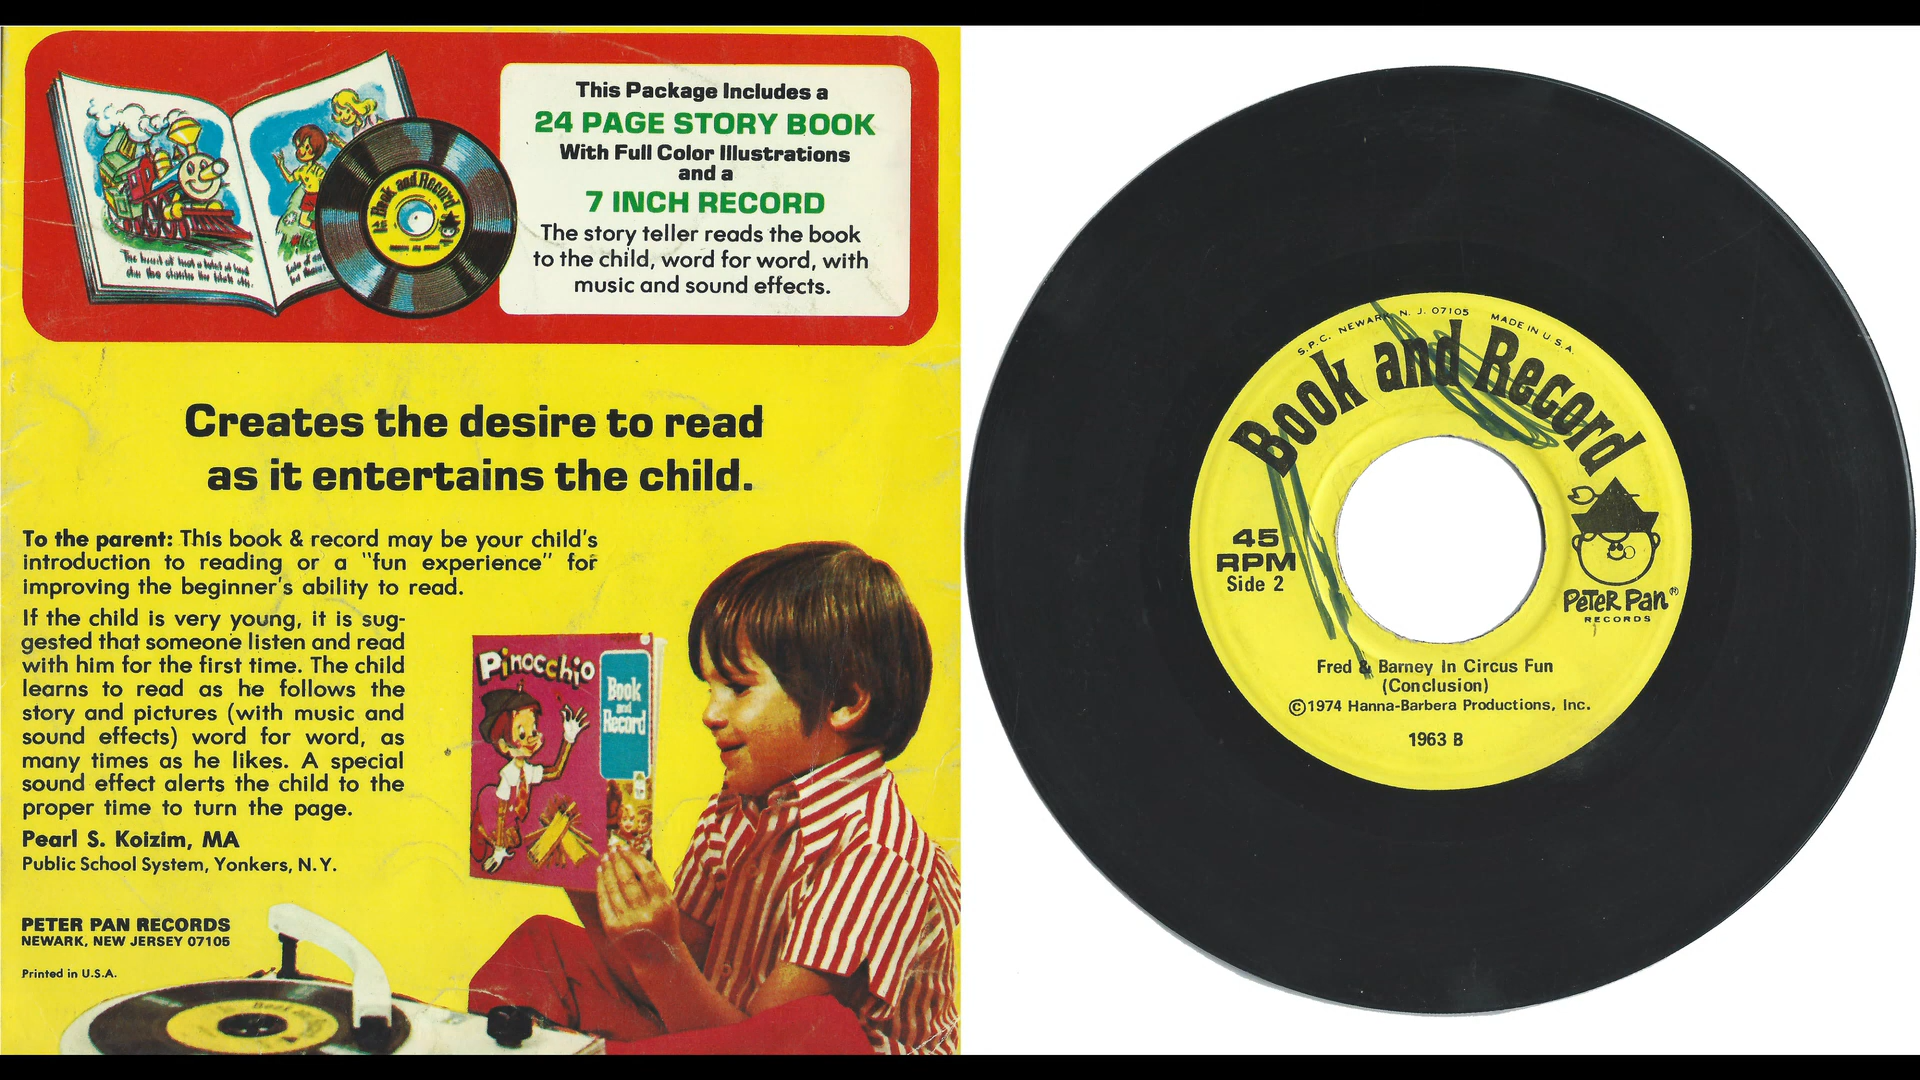 This Package Includes a
24 PAGE STORY BOOK
With Full Color Illustrations
and a
7 INCH RECORD
The story teller reads the book
to the child, word for word, with
music and sound effects.
Book and Record
Creates the desire to read
as it entertains the child.
To the parent: This book & record may be your child's
introduction to reading or a "fun experience" for
improving the beginner's ability to read.
If the child is very young, it is sug-
gested that someone listen and read
with him for the first time. The child
learns to read as he follows the
story and pictures (with music and
sound effects) word for word, as
many times as he likes. A special
sound effect alerts the child to the
proper time to turn the page.
Pearl S. Koizim, MA
Public School System, Yonkers, N.Y.
PETER PAN RECORDS
NEWARK, NEW JERSEY 07105
Printed in U.S.A.
Pinocchio
Book
and
Record
S.P.C. NEWARK, N. J. 07105 MADE IN U.S.A.
Book and Record
45
RPM
Side 2
PETER PAN®
RECORDS
Fred & Barney In Circus Fun
(Conclusion)
©1974 Hanna-Barbera Productions, Inc.
1963 B